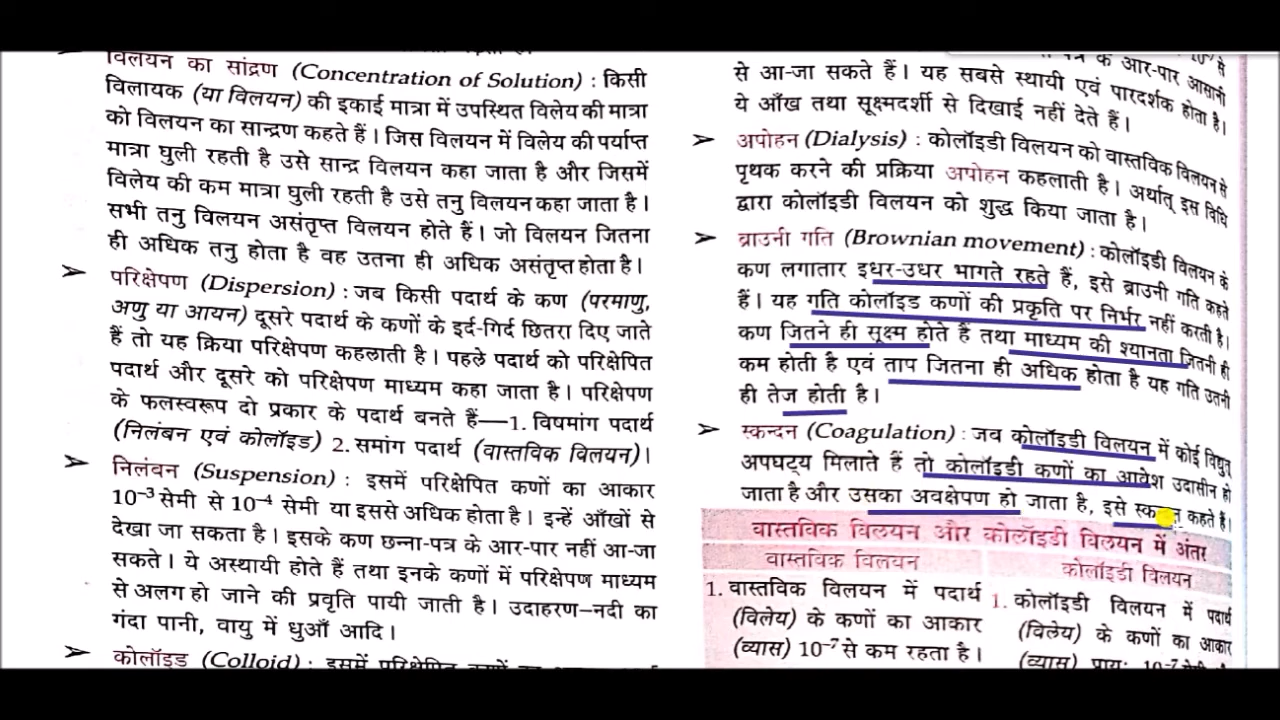 विलयन का सांद्रण (Concentration of Solution) : किसी
विलायक (या विलयन) की इकाई मात्रा में उपस्थित विलेय की मात्रा
को विलयन का सान्द्रण कहते हैं। जिस विलयन में विलेय की पर्याप्त
मात्रा घुली रहती है उसे सान्द्र विलयन कहा जाता है और जिसमें
विलेय की कम मात्रा घुली रहती है उसे तनु विलयन कहा जाता है।
सभी तनु विलयन असंतृप्त विलयन होते हैं। जो विलयन जितना
ही अधिक तनु होता है वह उतना ही अधिक असंतृप्त होता है।
➢ परिक्षेपण (Dispersion) : जब किसी पदार्थ के कण (परमाणु,
अणु या आयन) दूसरे पदार्थ के कणों के इर्द-गिर्द छितरा दिए जाते
हैं तो यह क्रिया परिक्षेपण कहलाती है। पहले पदार्थ को परिक्षेपित
पदार्थ और दूसरे को परिक्षेपण माध्यम कहा जाता है। परिक्षेपण
के फलस्वरूप दो प्रकार के पदार्थ बनते हैं—1. विषमांग पदार्थ
(निलंबन एवं कोलॉइड) 2. समांग पदार्थ (वास्तविक विलयन)।
➢ निलंबन (Suspension) : इसमें परिक्षेपित कणों का आकार
10⁻³ सेमी से 10⁻⁴ सेमी या इससे अधिक होता है। इन्हें आँखों से
देखा जा सकता है। इसके कण छन्ना-पत्र के आर-पार नहीं आ-जा
सकते। ये अस्थायी होते हैं तथा इनके कणों में परिक्षेपण माध्यम
से अलग हो जाने की प्रवृति पायी जाती है। उदाहरण–नदी का
गंदा पानी, वायु में धुआँ आदि।
➢ कोलॉइड (Colloid) : इसमें परिक्षेपित कणों का
के आर-पार आसानी
से आ-जा सकते हैं। यह सबसे स्थायी एवं पारदर्शक होता है।
ये आँख तथा सूक्ष्मदर्शी से दिखाई नहीं देते हैं।
➢ अपोहन (Dialysis) : कोलॉइडी विलयन को वास्तविक विलयन से
पृथक करने की प्रक्रिया अपोहन कहलाती है। अर्थात् इस विधि
द्वारा कोलॉइडी विलयन को शुद्ध किया जाता है।
➢ ब्राउनी गति (Brownian movement) : कोलॉइडी विलयन के
कण लगातार इधर-उधर भागते रहते हैं, इसे ब्राउनी गति कहते
हैं। यह गति कोलॉइड कणों की प्रकृति पर निर्भर नहीं करती है।
कण जितने ही सूक्ष्म होते हैं तथा माध्यम की श्यानता जितनी ही
कम होती है एवं ताप जितना ही अधिक होता है यह गति उतनी
ही तेज होती है।
➢ स्कन्दन (Coagulation) : जब कोलॉइडी विलयन में कोई विद्युत्
अपघट्य मिलाते हैं तो कोलॉइडी कणों का आवेश उदासीन हो
जाता है और उसका अवक्षेपण हो जाता है, इसे कहते हैं।
वास्तविक विलयन और कोलॉइडी विलयन में अंतर
वास्तविक विलयन
1. वास्तविक विलयन में पदार्थ
(विलेय) के कणों का आकार
(व्यास) 10⁻⁷ से कम रहता है।
कोलॉइडी विलयन
1. कोलॉइडी विलयन में पदार्थ
(विलेय) के कणों का आकार
(व्यास) प्रायः 10⁻⁷